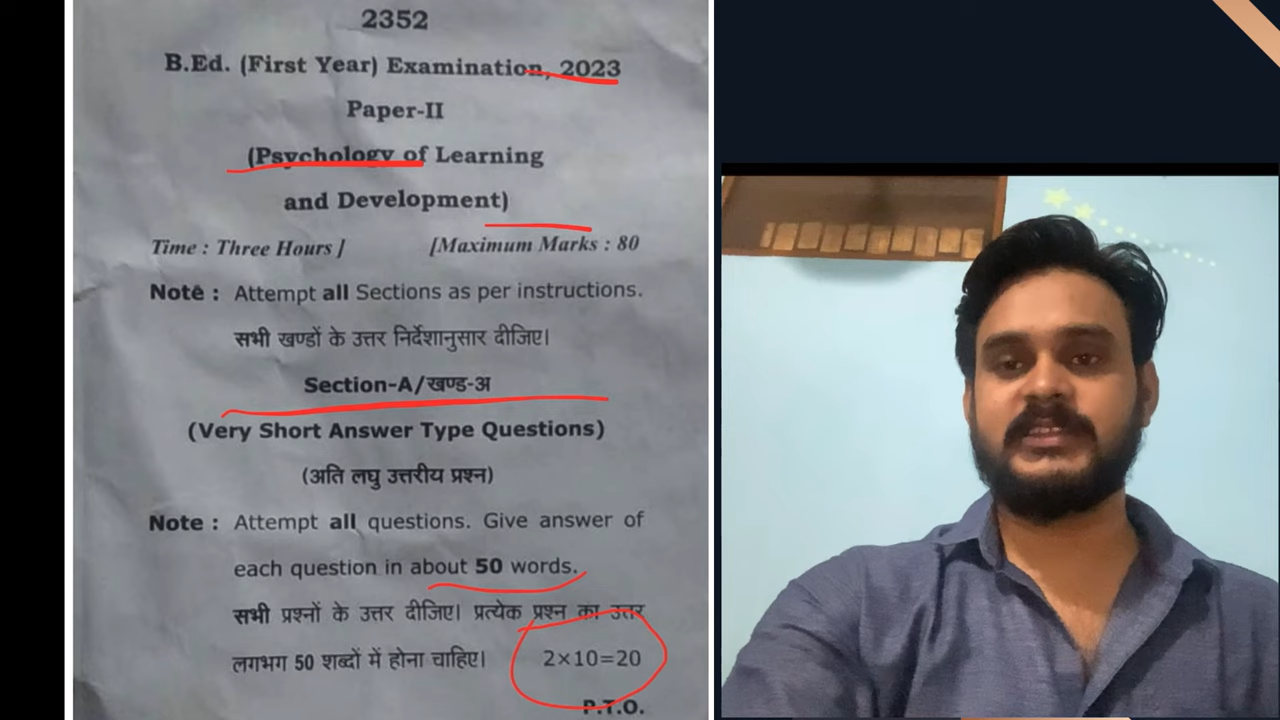 2352
B.Ed. (First Year) Examination, 2023
Paper-II
(Psychology of Learning
and Development)
Time : Three Hours ] [Maximum Marks : 80
Note : Attempt all Sections as per instructions.
सभी खण्डों के उत्तर निर्देशानुसार दीजिए।
Section-A/खण्ड-अ
(Very Short Answer Type Questions)
(अति लघु उत्तरीय प्रश्न)
Note : Attempt all questions. Give answer of
each question in about 50 words.
सभी प्रश्नों के उत्तर दीजिए। प्रत्येक प्रश्न का उत्तर
लगभग 50 शब्दों में होना चाहिए। 2×10=20
P.T.O.